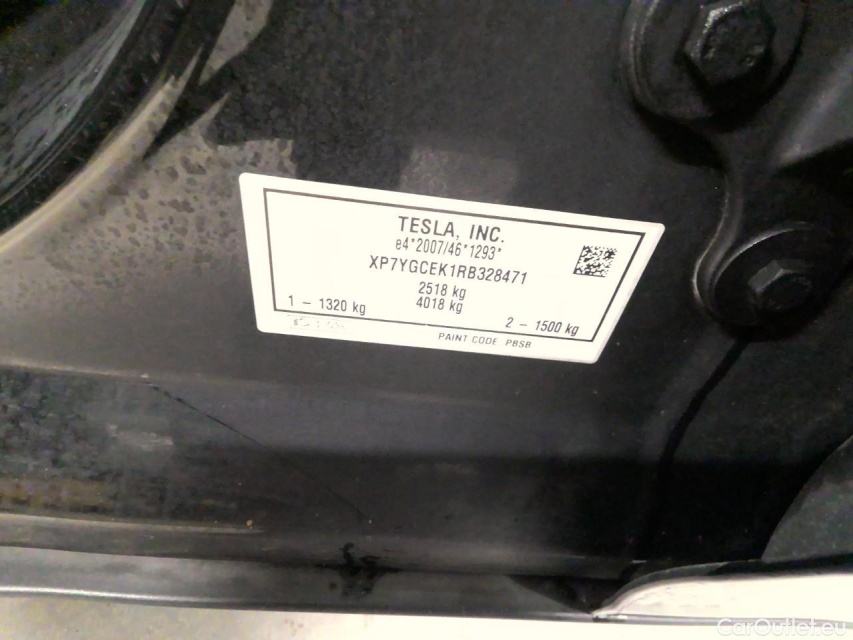 TESLA, INC.
e4*2007/46*1293*
XP7YGCEK1RB328471
2518 kg
4018 kg
1 - 1320 kg
2 - 1500 kg
PAINT CODE PBSB
CarOutlet.eu